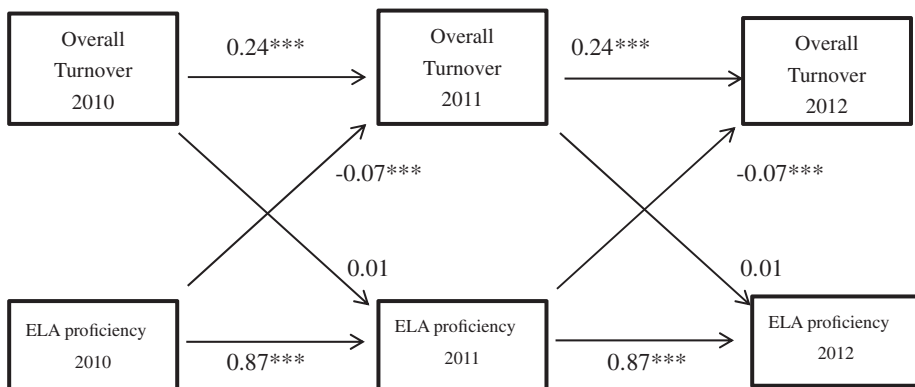 Overall
Turnover
2010
0.24***
Overall
Turnover
2011
0.24***
Overall
Turnover
2012
-0.07***
-0.07***
0.01
0.01
ELA proficiency
2010
0.87***
ELA proficiency
2011
0.87***
ELA proficiency
2012